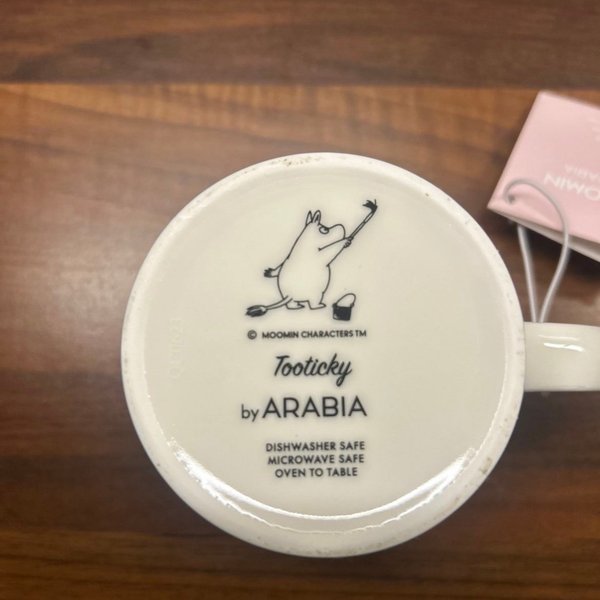 © MOOMIN CHARACTERS TM
Tooticky
by ARABIA
DISHWASHER SAFE
MICROWAVE SAFE
OVEN TO TABLE